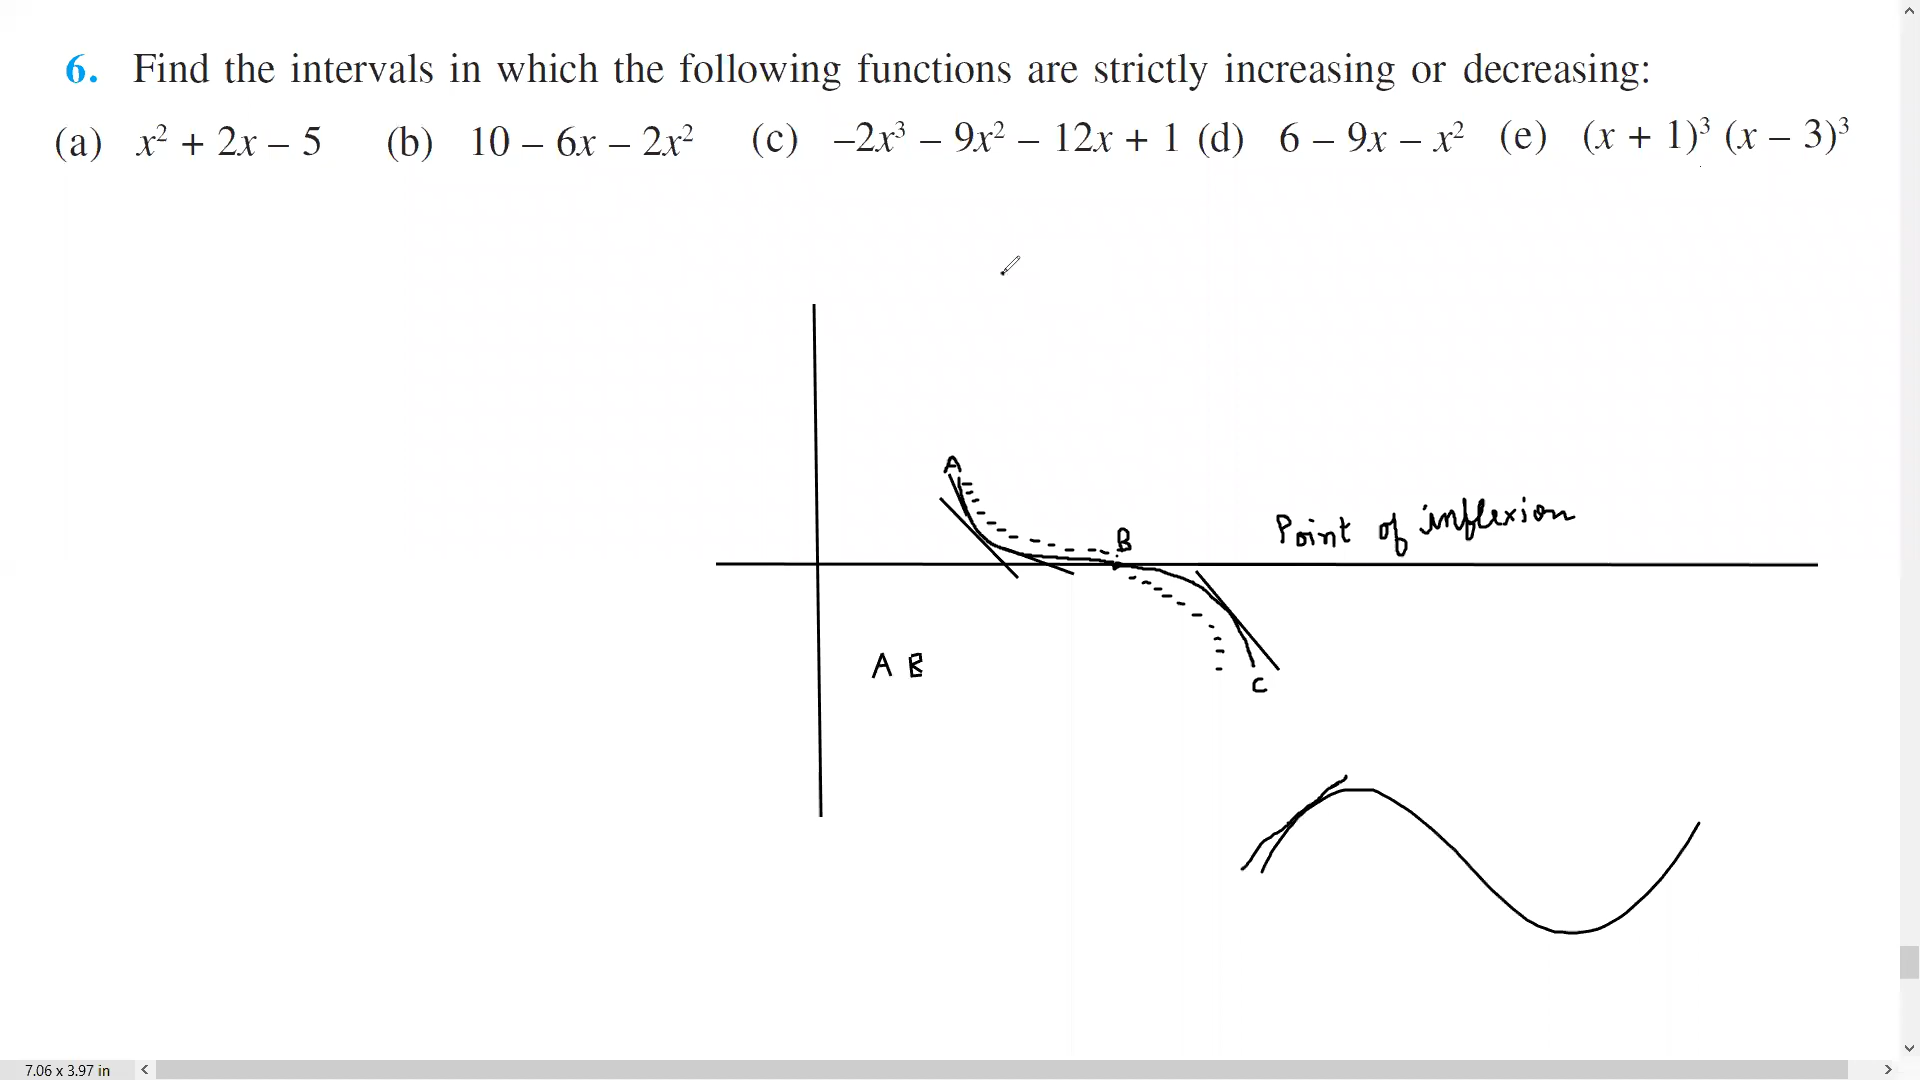 6. Find the intervals in which the following functions are strictly increasing or decreasing:
(a) x² + 2x – 5 (b) 10 – 6x – 2x² (c) –2x³ – 9x² – 12x + 1 (d) 6 – 9x – x² (e) (x + 1)³ (x – 3)³
A
B
Point of inflexion
A B
C
7.06 x 3.97 in